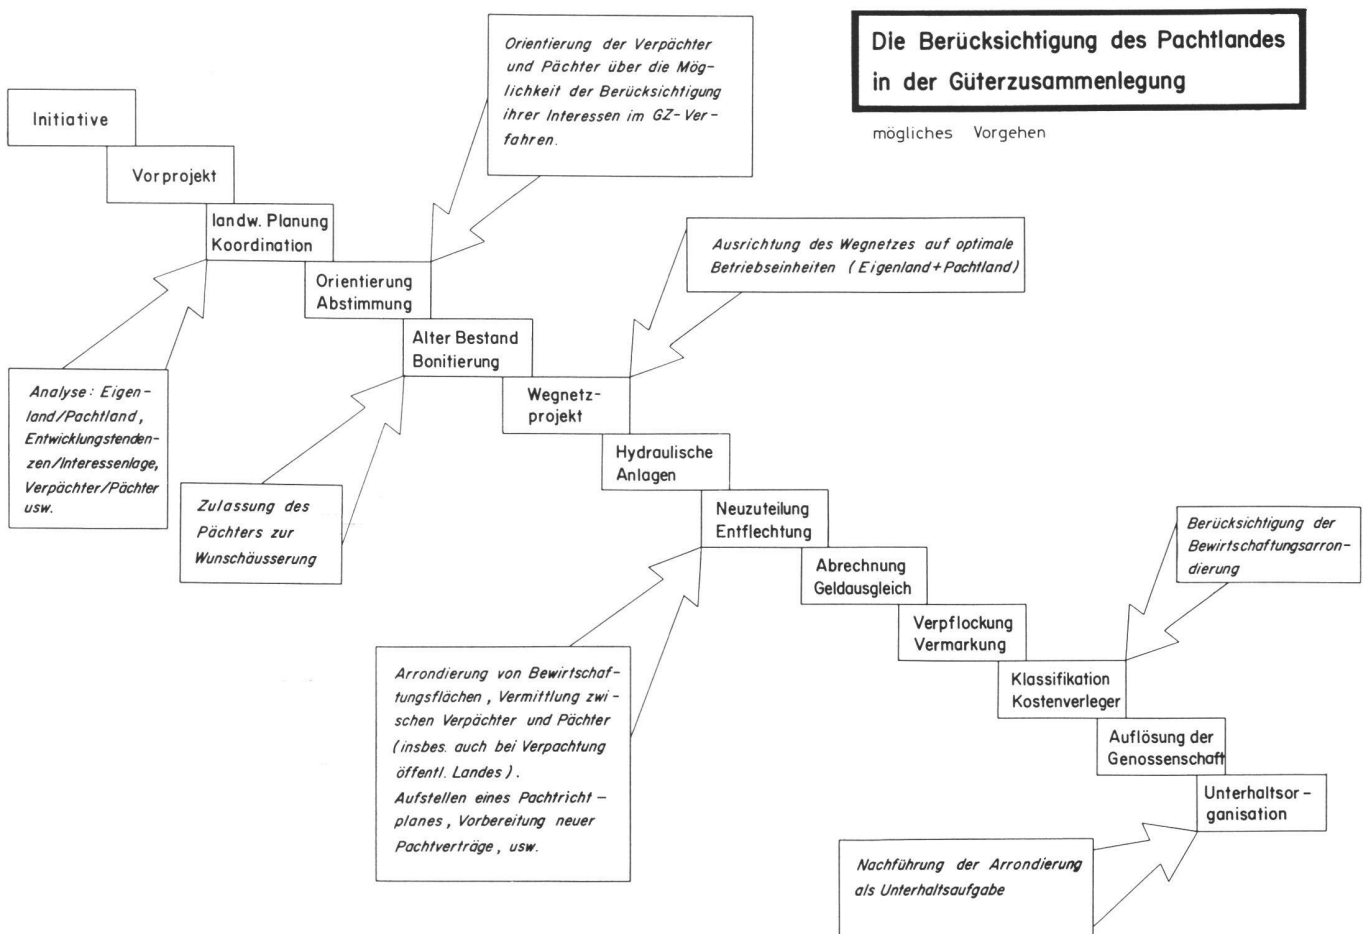 Die Berücksichtigung des Pachtlandes
in der Güterzusammenlegung
mögliches Vorgehen
Initiative
Vorprojekt
landw. Planung
Koordination
Orientierung
Abstimmung
Alter Bestand
Bonitierung
Wegnetz-
projekt
Hydraulische
Anlagen
Neuzuteilung
Entflechtung
Abrechnung
Geldausgleich
Verpflockung
Vermarkung
Klassifikation
Kostenverleger
Auflösung der
Genossenschaft
Unterhaltsor-
ganisation
Orientierung der Verpächter
und Pächter über die Mög-
lichkeit der Berücksichtigung
ihrer Interessen im GZ-Ver-
fahren.
Ausrichtung des Wegnetzes auf optimale
Betriebseinheiten (Eigenland+Pachtland)
Analyse: Eigen-
land/Pachtland,
Entwicklungstenden-
zen/Interessenlage,
Verpächter/Pächter
usw.
Zulassung des
Pächters zur
Wunschäusserung
Berücksichtigung der
Bewirtschaftungsarron-
dierung
Arrondierung von Bewirtschaf-
tungsflächen, Vermittlung zwi-
schen Verpächter und Pächter
(insbes. auch bei Verpachtung
öffentl. Landes).
Aufstellen eines Pachtricht-
planes, Vorbereitung neuer
Pachtverträge, usw.
Nachführung der Arrondierung
als Unterhaltsaufgabe